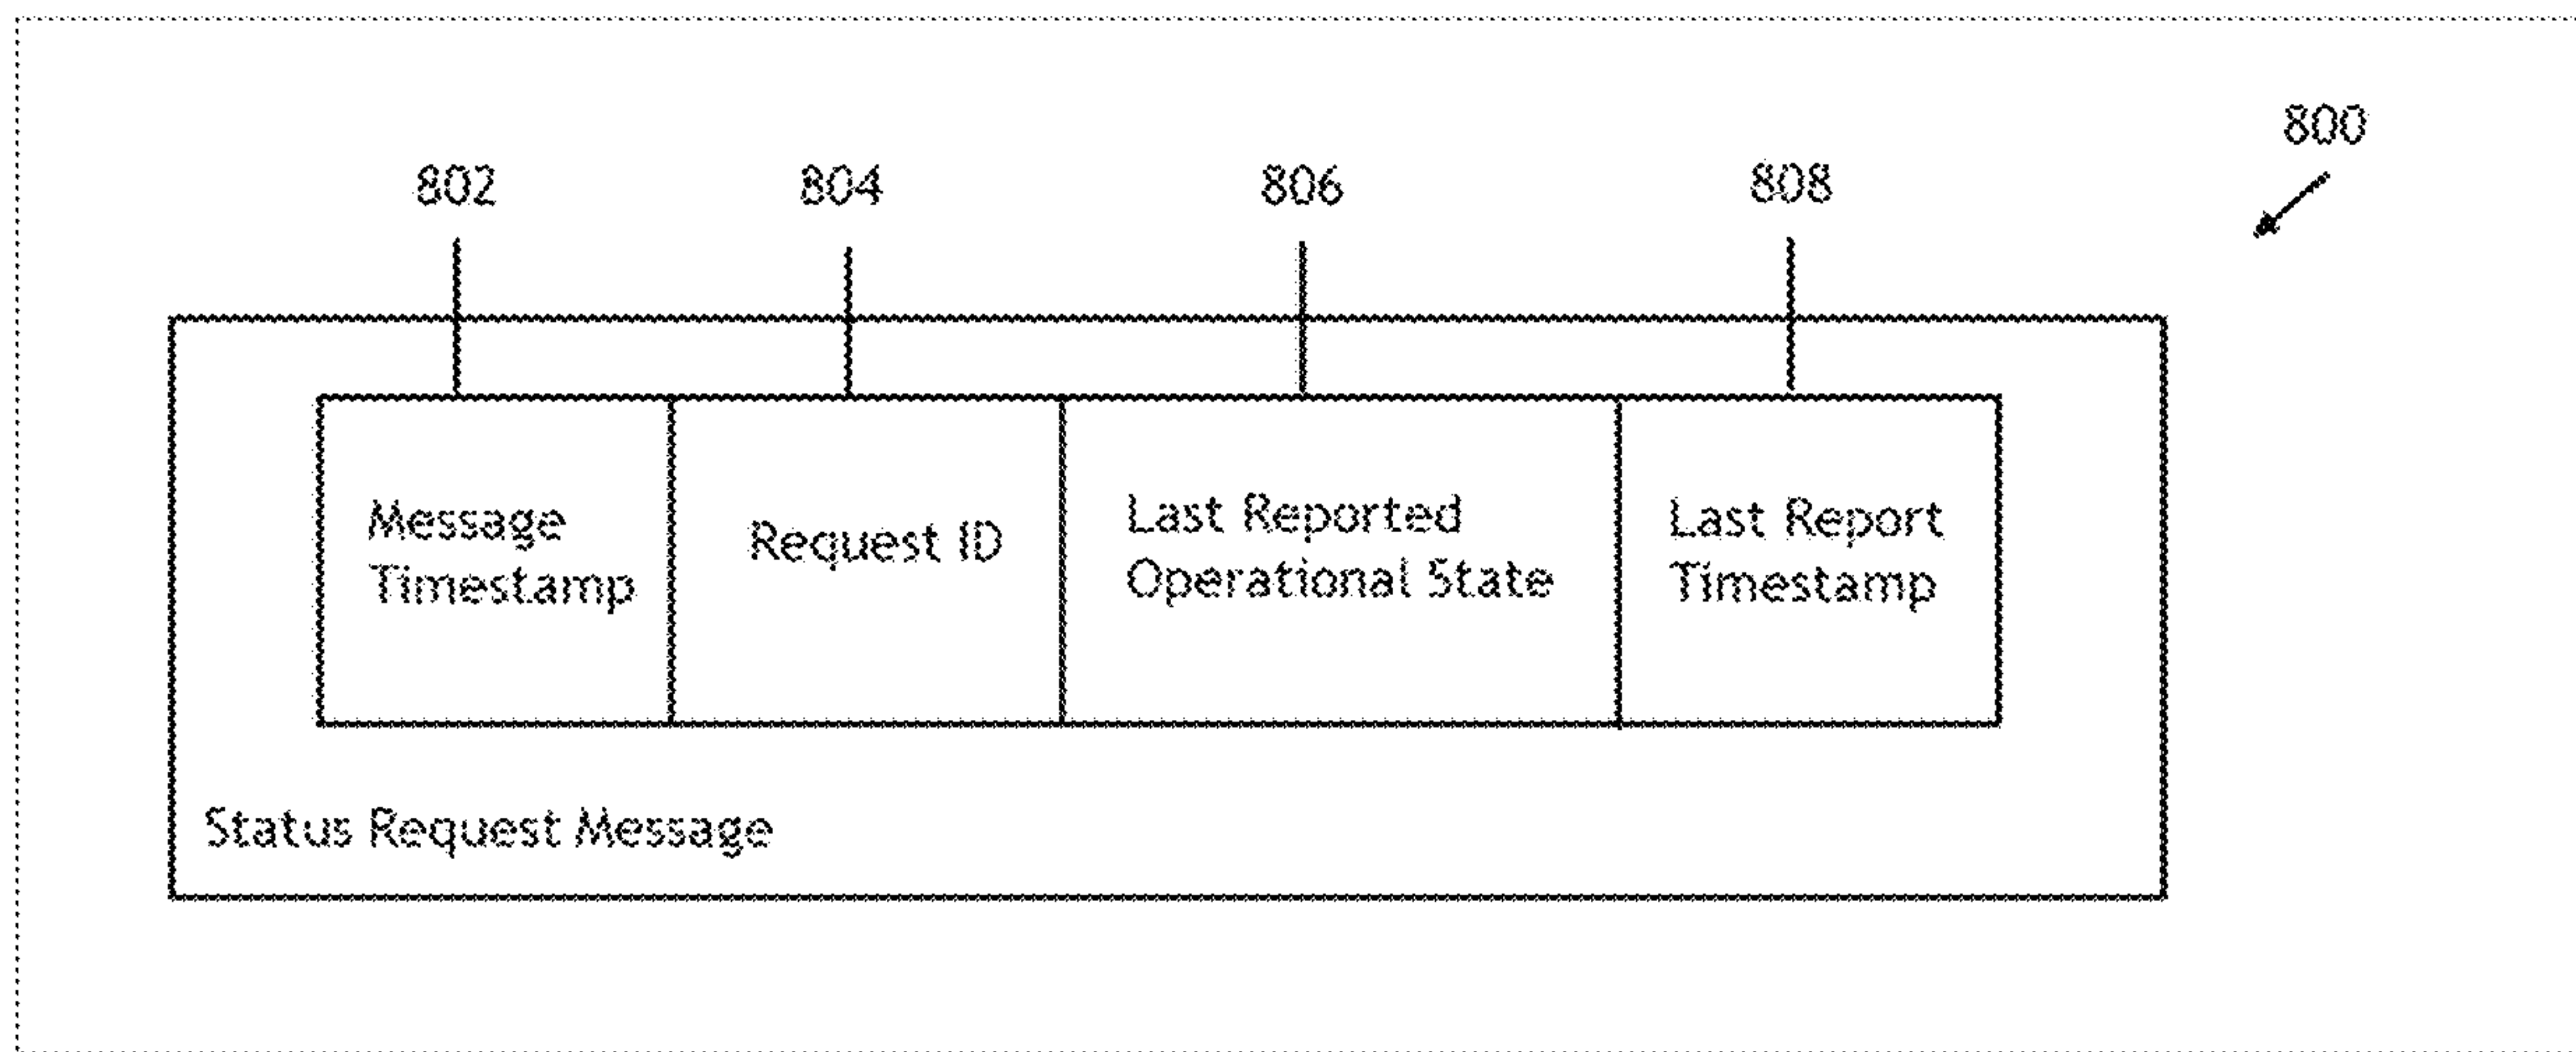 800
802
804
806
808
Message
Timestamp
Request ID
Last Reported
Operational State
Last Report
Timestamp
Status Request Message